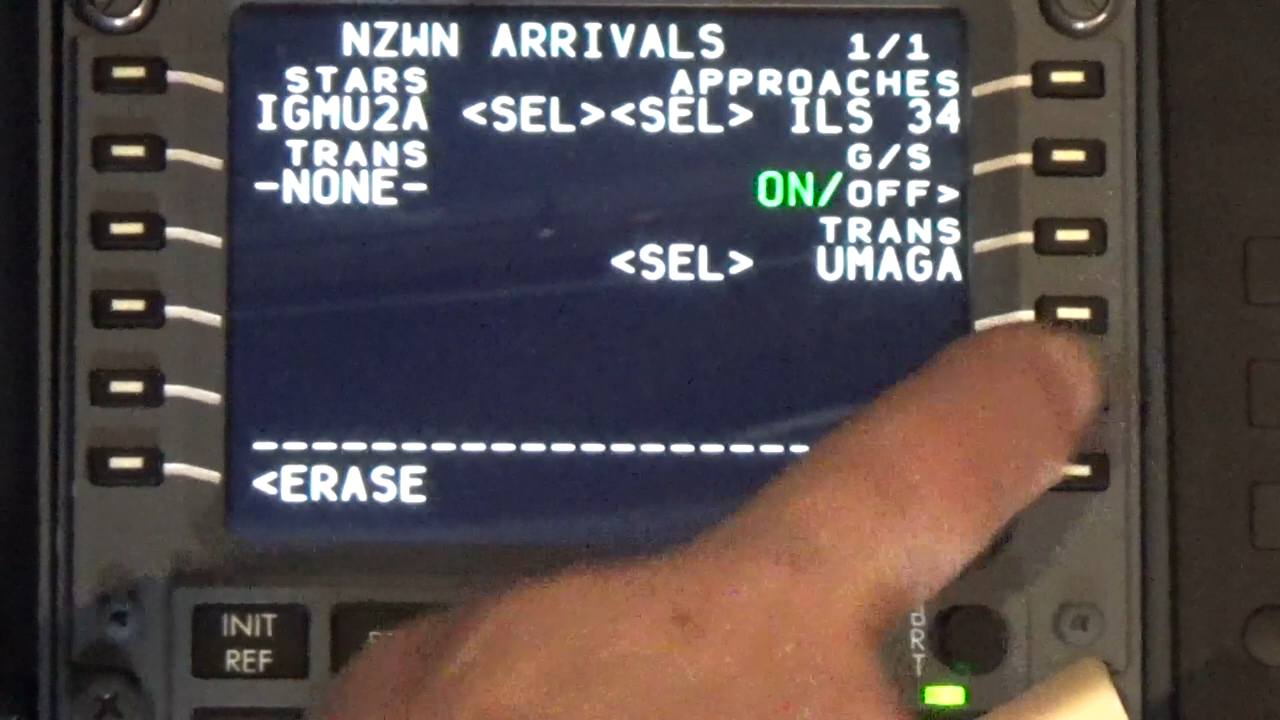 NZWN ARRIVALS 1/1
STARS APPROACHES
IGMU2A <SEL><SEL> ILS 34
TRANS G/S
-NONE- ON/OFF>
TRANS
<SEL> UMAGA
-------------------
<ERASE
INIT
REF
BRT